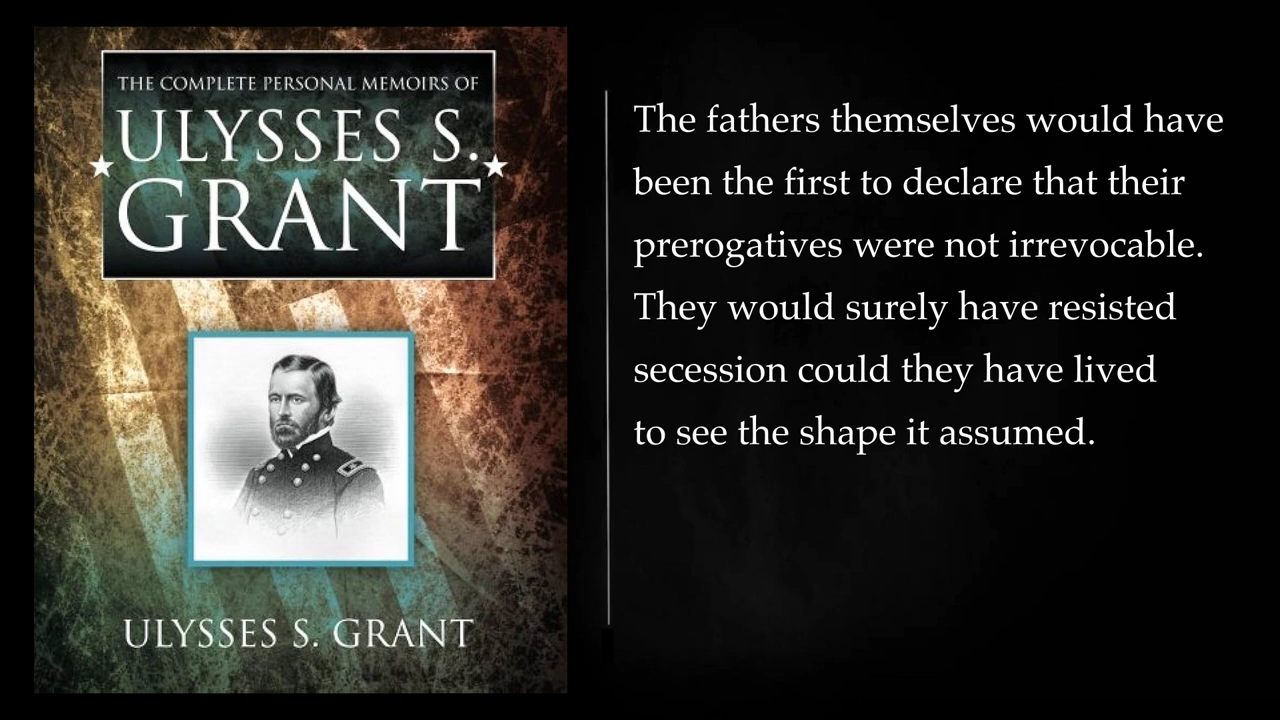 THE COMPLETE PERSONAL MEMOIRS OF
ULYSSES S.
GRANT
ULYSSES S. GRANT
The fathers themselves would have
been the first to declare that their
prerogatives were not irrevocable.
They would surely have resisted
secession could they have lived
to see the shape it assumed.